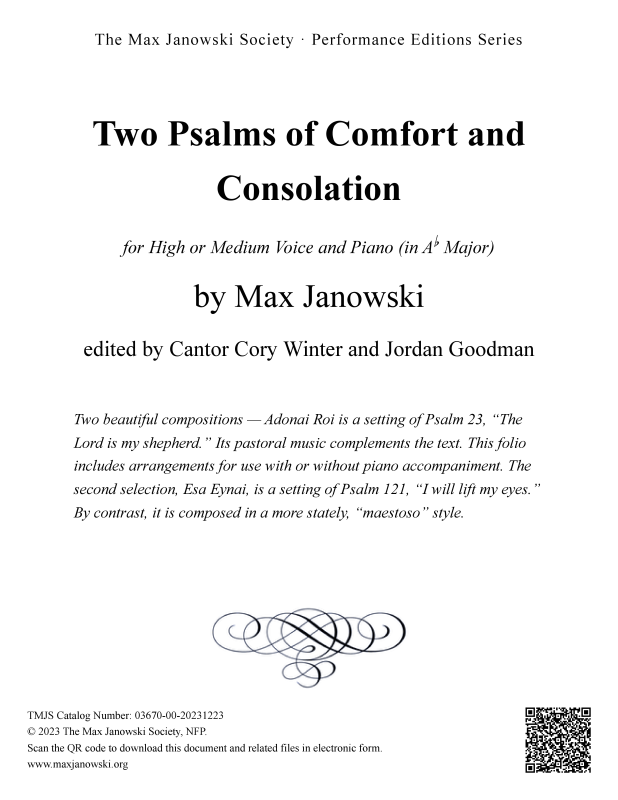 The Max Janowski Society · Performance Editions Series
Two Psalms of Comfort and
Consolation
for High or Medium Voice and Piano (in A♭ Major)
by Max Janowski
edited by Cantor Cory Winter and Jordan Goodman
Two beautiful compositions — Adonai Roi is a setting of Psalm 23, “The
Lord is my shepherd.” Its pastoral music complements the text. This folio
includes arrangements for use with or without piano accompaniment. The
second selection, Esa Eynai, is a setting of Psalm 121, “I will lift my eyes.”
By contrast, it is composed in a more stately, “maestoso” style.
TMJS Catalog Number: 03670-00-20231223
© 2023 The Max Janowski Society, NFP.
Scan the QR code to download this document and related files in electronic form.
www.maxjanowski.org